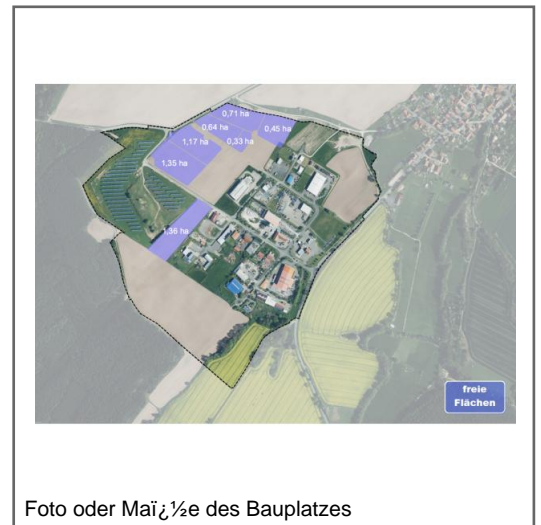 0,71 ha
0,64 ha
0,45 ha
1,17 ha
0,33 ha
1,35 ha
1,36 ha
freie
Flächen
Foto oder Maï¿½e des Bauplatzes